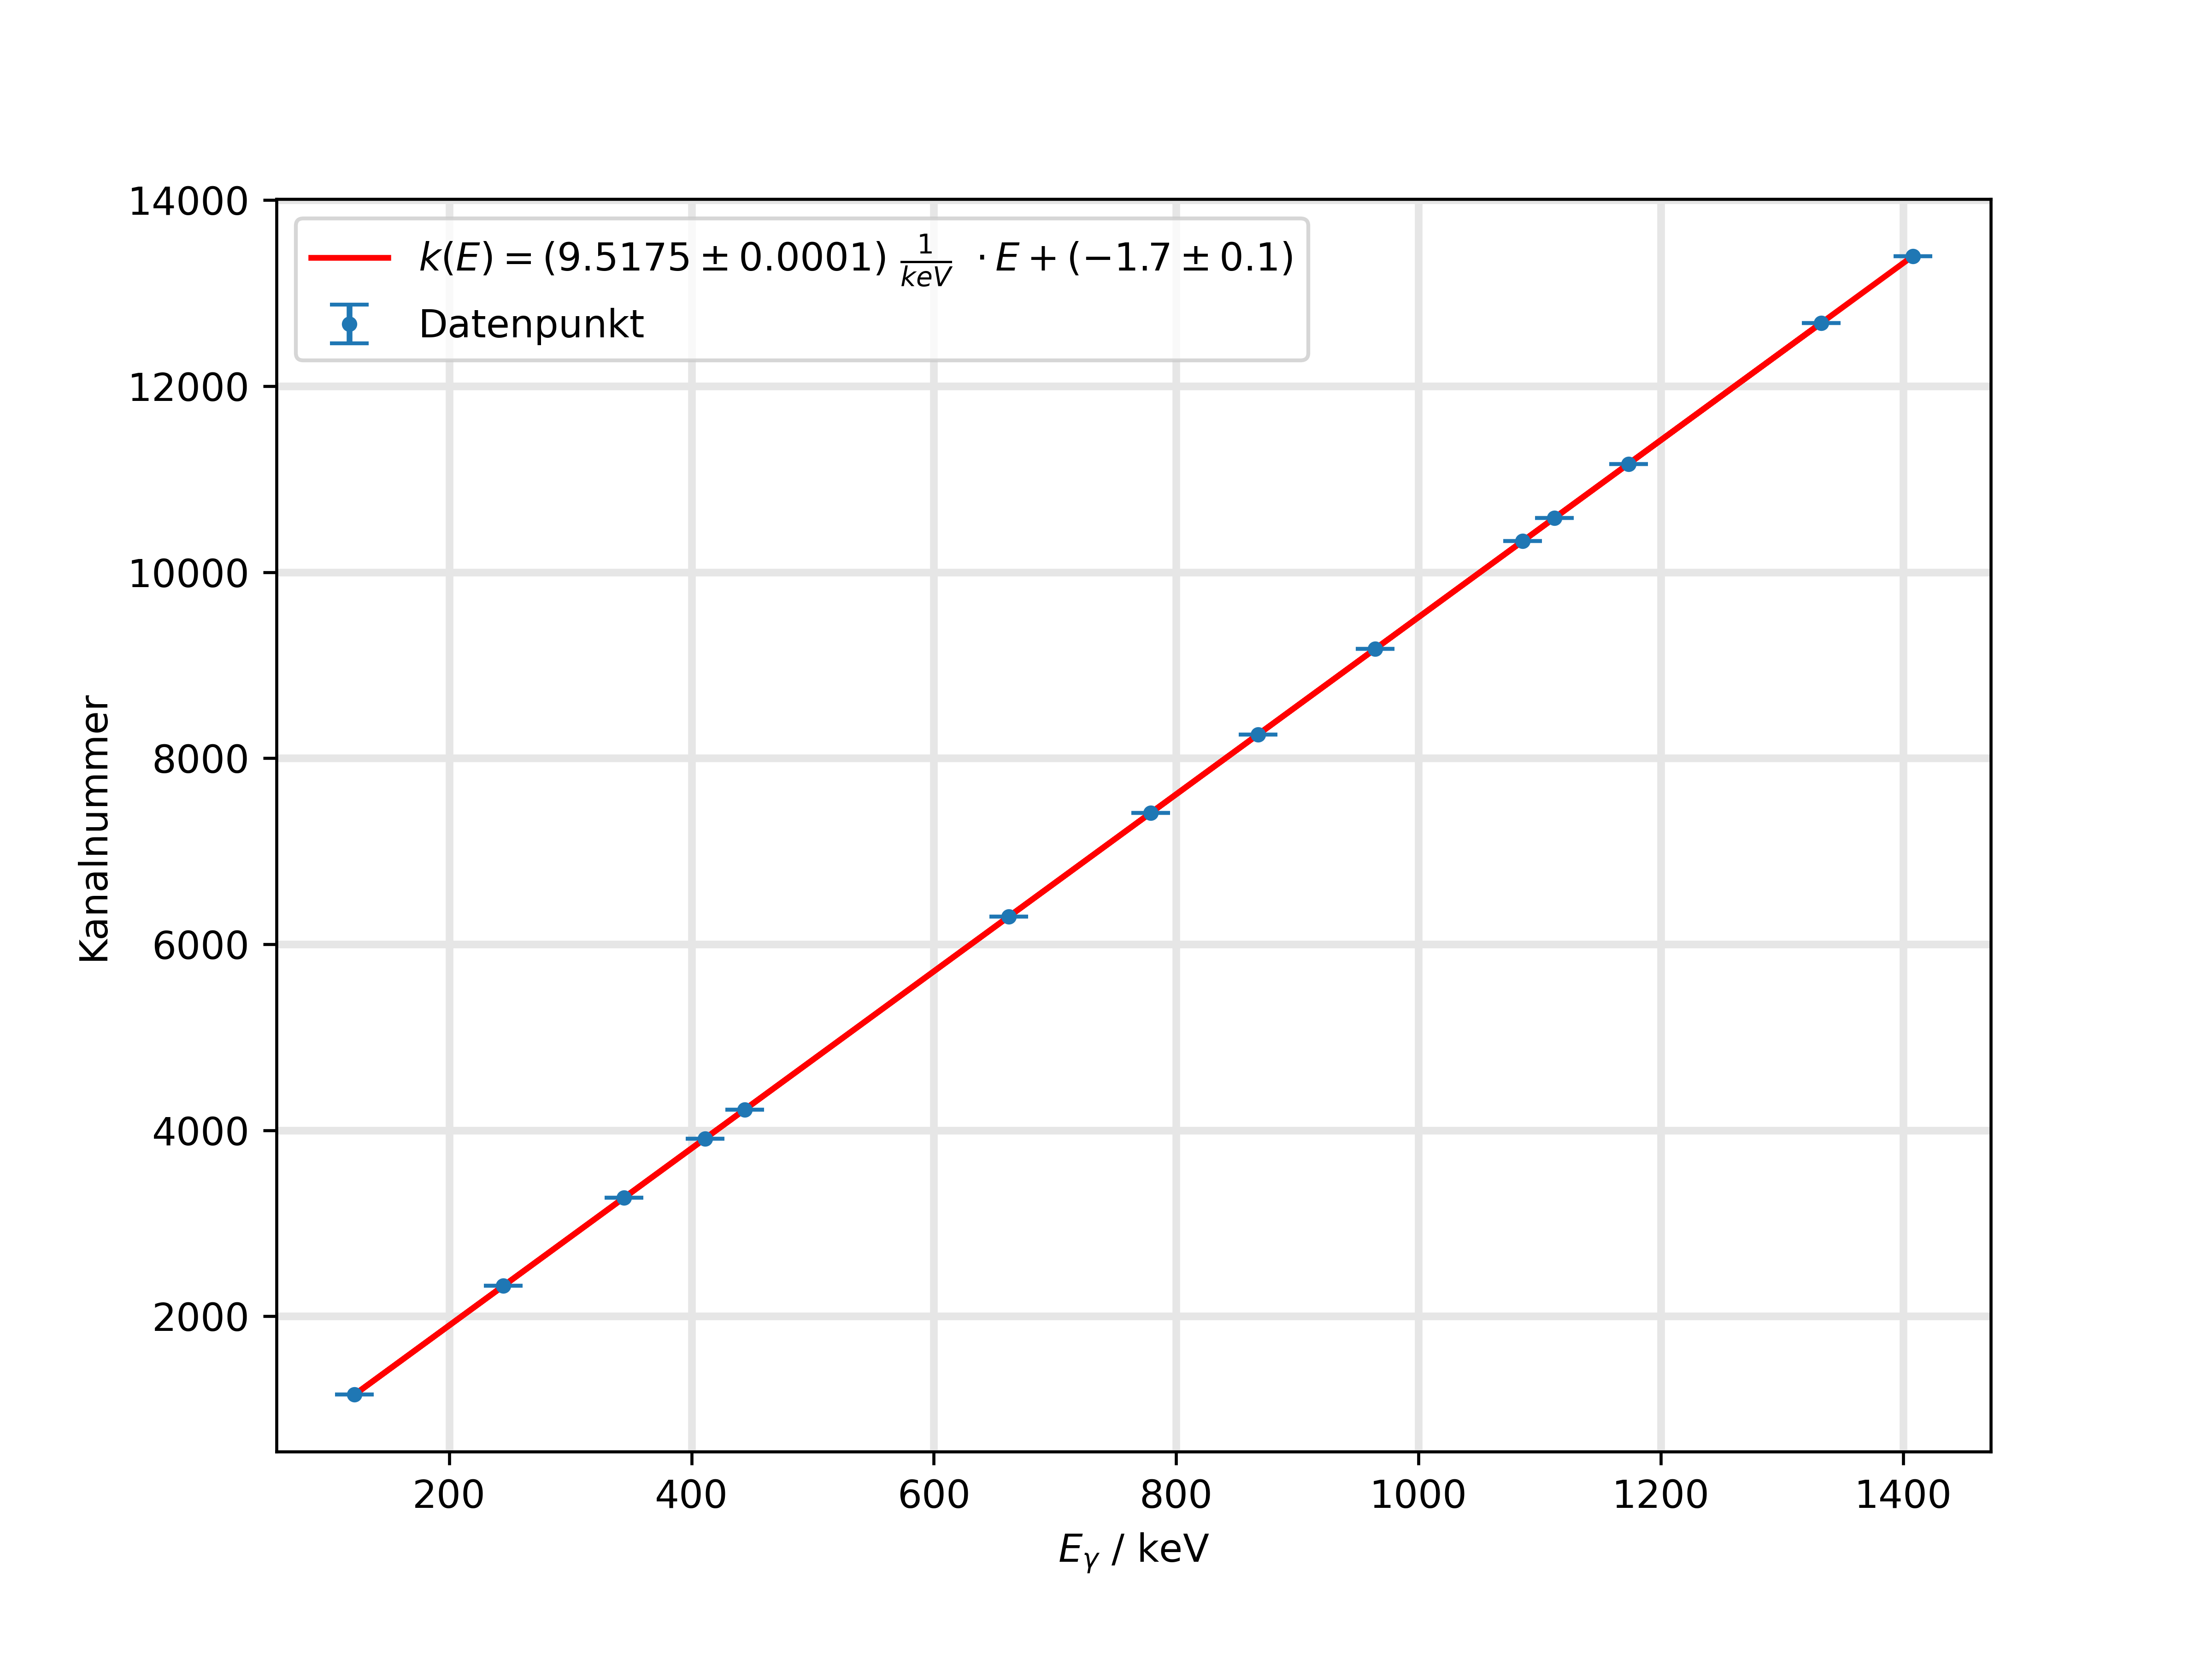 14000
12000
10000
8000
6000
4000
2000
k(E) = (9.5175 ± 0.0001) 1/keV · E + (−1.7 ± 0.1)
Datenpunkt
Kanalnummer
200 400 600 800 1000 1200 1400
Eγ / keV